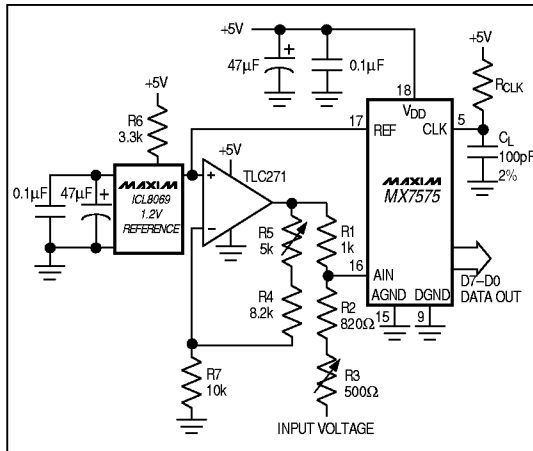 +5V
+5V
47µF
+
0.1µF
+5V
18
RCLK
R6
3.3k
17
VDD
5
REF
CLK
CL
100pF
2%
+5V
TLC271
0.1µF
47µF
+
MAXIM
ICL8069
1.2V
REFERENCE
+
−
MAXIM
MX7575
R5
5k
R1
1k
16
AIN
D7–D0
DATA OUT
R4
8.2k
R2
820Ω
AGND
DGND
15
9
R7
10k
R3
500Ω
INPUT VOLTAGE